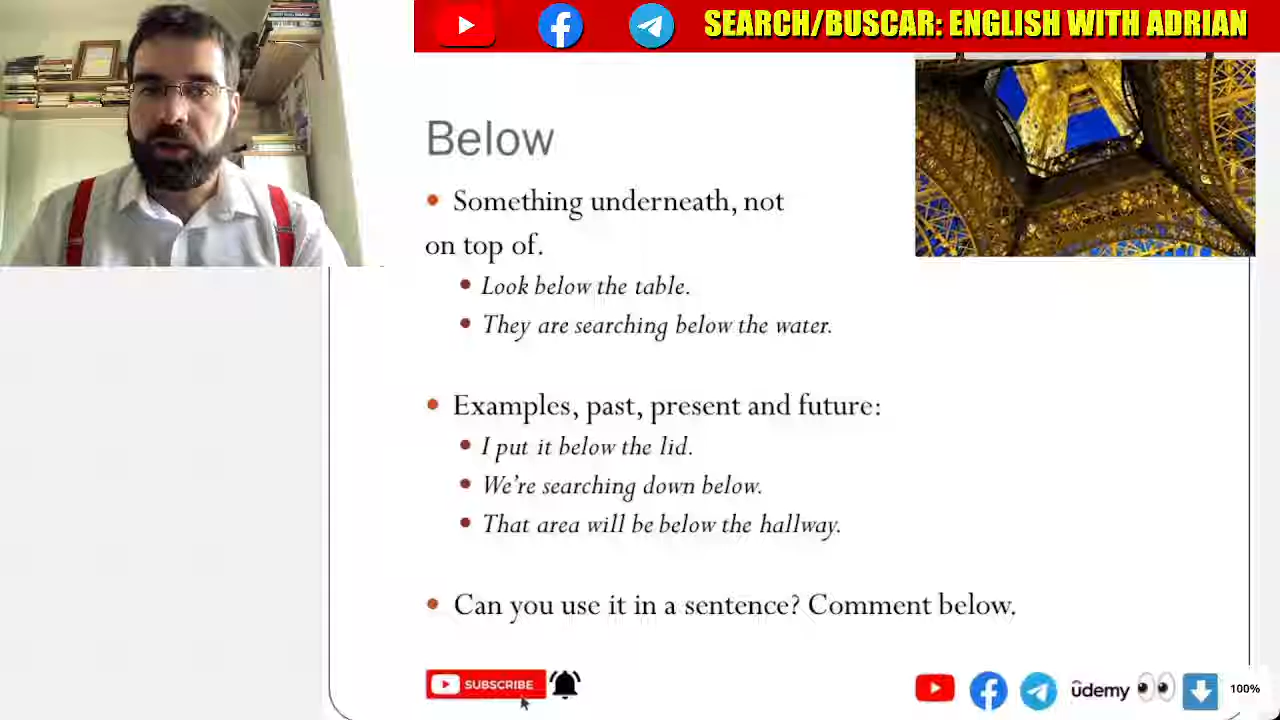 SEARCH/BUSCAR: ENGLISH WITH ADRIAN
Below
Something underneath, not
on top of.
Look below the table.
They are searching below the water.
Examples, past, present and future:
I put it below the lid.
We're searching down below.
That area will be below the hallway.
Can you use it in a sentence? Comment below.
SUBSCRIBE
ûdemy
100%